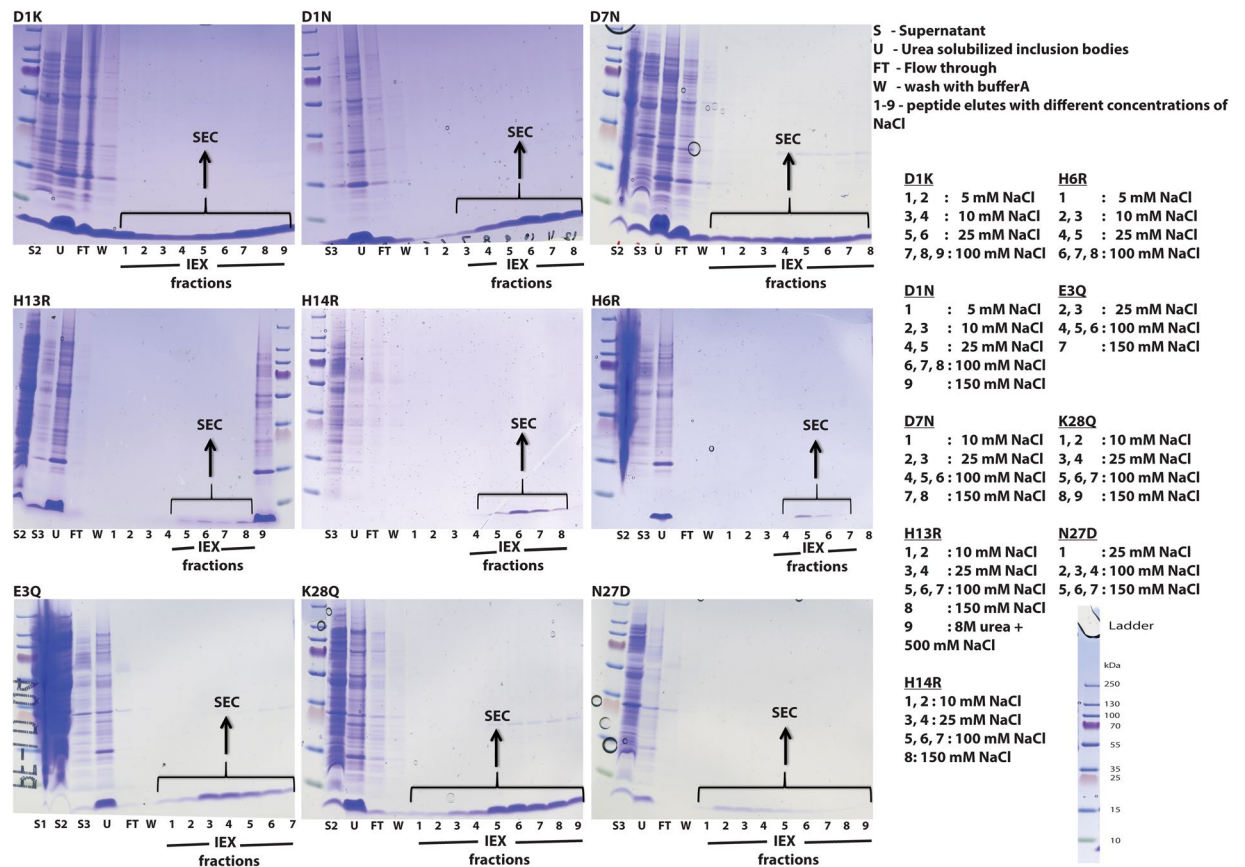 D1K
SEC
S2 U FT W 1 2 3 4 5 6 7 8 9
IEX
fractions
D1N
SEC
S3 U FT W 1 2 3 4 5 6 7 8
IEX
fractions
D7N
SEC
S2 S3 U FT W 1 2 3 4 5 6 7 8
IEX
fractions
S - Supernatant
U - Urea solubilized inclusion bodies
FT - Flow through
W - wash with bufferA
1-9 - peptide elutes with different concentrations of
NaCl
H13R
SEC
S2 S3 U FT W 1 2 3 4 5 6 7 8 9
IEX
fractions
H14R
SEC
S3 U FT W 1 2 3 4 5 6 7 8
IEX
fractions
H6R
SEC
S2 S3 U FT W 1 2 3 4 5 6 7
IEX
fractions
E3Q
SEC
S1 S2 S3 U FT W 1 2 3 4 5 6 7
IEX
fractions
K28Q
SEC
S3 U FT W 1 2 3 4 5 6 7 8 9
IEX
fractions
N27D
SEC
S3 U FT W 1 2 3 4 5 6 7 8 9
IEX
fractions
D1K
1, 2 : 5 mM NaCl
3, 4 : 10 mM NaCl
5, 6 : 25 mM NaCl
7, 8, 9 : 100 mM NaCl
H6R
1 : 5 mM NaCl
2, 3 : 10 mM NaCl
4, 5 : 25 mM NaCl
6, 7, 8 : 100 mM NaCl
D1N
1 : 5 mM NaCl
2, 3 : 10 mM NaCl
4, 5 : 25 mM NaCl
6, 7, 8 : 100 mM NaCl
9 : 150 mM NaCl
E3Q
2, 3 : 25 mM NaCl
4, 5, 6 : 100 mM NaCl
7 : 150 mM NaCl
D7N
1 : 10 mM NaCl
2, 3 : 25 mM NaCl
4, 5, 6 : 100 mM NaCl
7, 8 : 150 mM NaCl
K28Q
1, 2 : 10 mM NaCl
3, 4 : 25 mM NaCl
5, 6, 7 : 100 mM NaCl
8, 9 : 150 mM NaCl
H13R
1, 2 : 10 mM NaCl
3, 4 : 25 mM NaCl
5, 6, 7 : 100 mM NaCl
8 : 150 mM NaCl
9 : 8M urea +
500 mM NaCl
N27D
1 : 25 mM NaCl
2, 3, 4 : 100 mM NaCl
5, 6, 7 : 150 mM NaCl
H14R
1, 2 : 10 mM NaCl
3, 4 : 25 mM NaCl
5, 6, 7 : 100 mM NaCl
8: 150 mM NaCl
Ladder
kDa
250
130
100
70
55
35
25
15
10